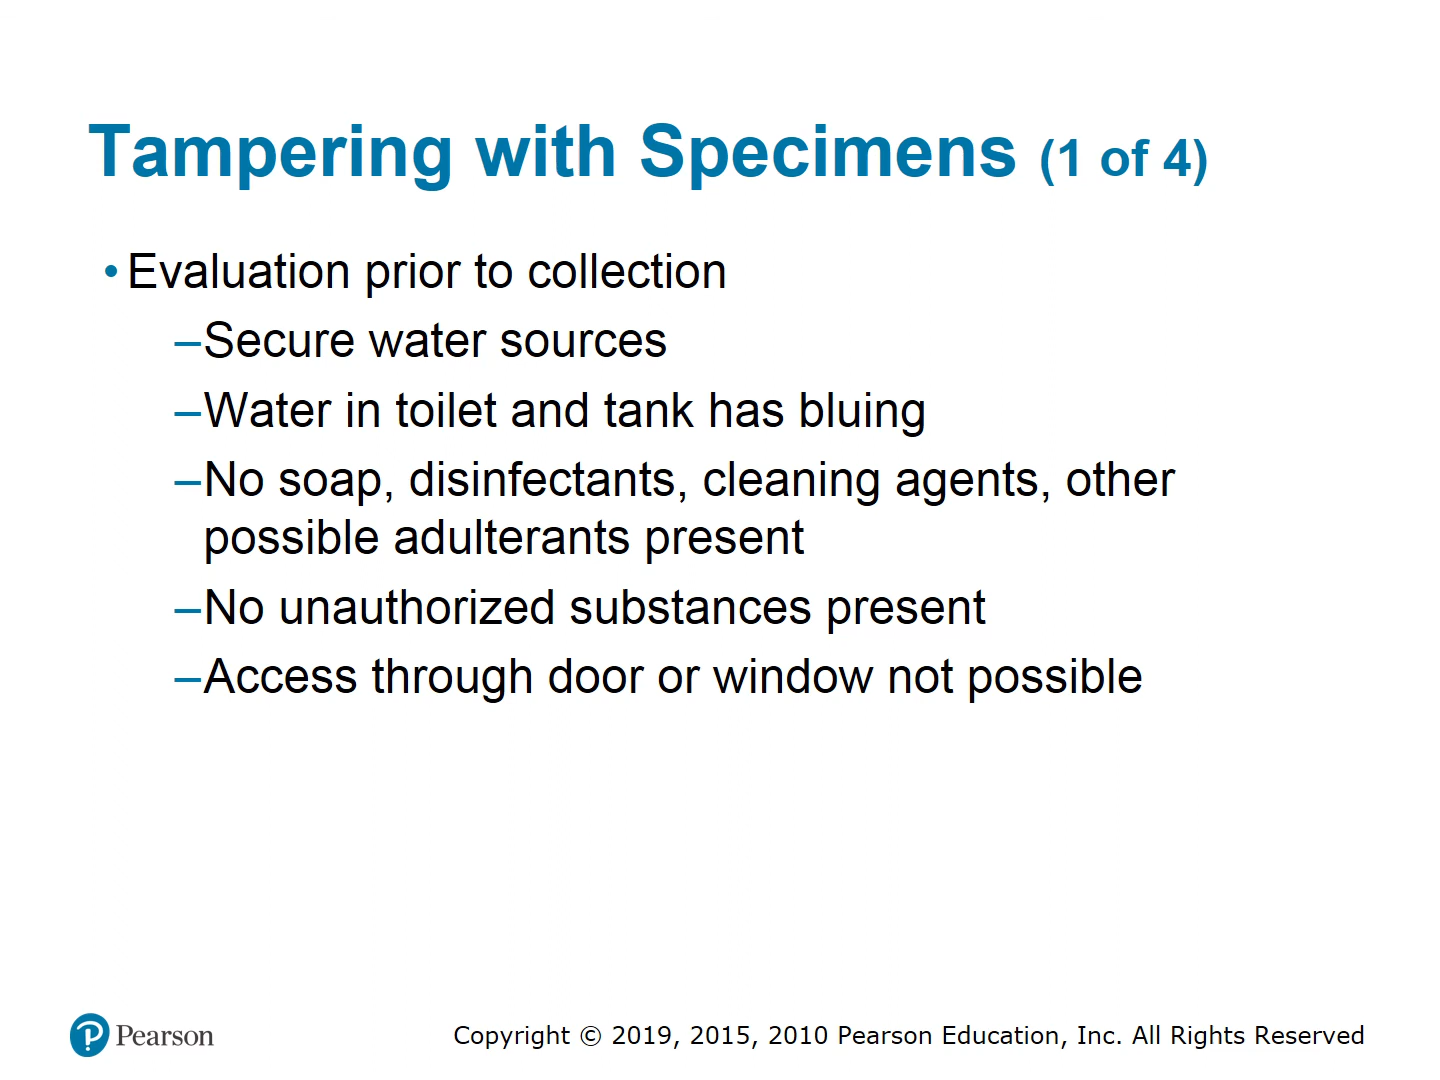 Tampering with Specimens (1 of 4)
• Evaluation prior to collection
–Secure water sources
–Water in toilet and tank has bluing
–No soap, disinfectants, cleaning agents, other
possible adulterants present
–No unauthorized substances present
–Access through door or window not possible
P Pearson
Copyright © 2019, 2015, 2010 Pearson Education, Inc. All Rights Reserved